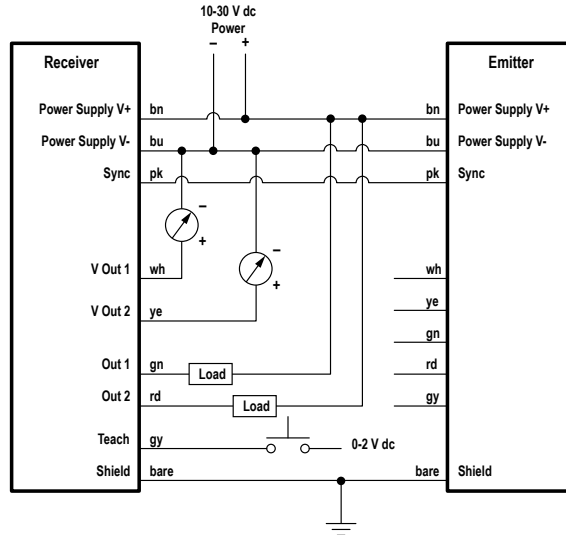 10-30 V dc
Power
– +
Receiver
Emitter
Power Supply V+ bn bn Power Supply V+
Power Supply V- bu bu Power Supply V-
Sync pk pk Sync
–
+
–
+
V Out 1 wh wh
V Out 2 ye ye
gn
Out 1 gn Load rd
Out 2 rd Load gy
Teach gy 0-2 V dc
Shield bare bare Shield